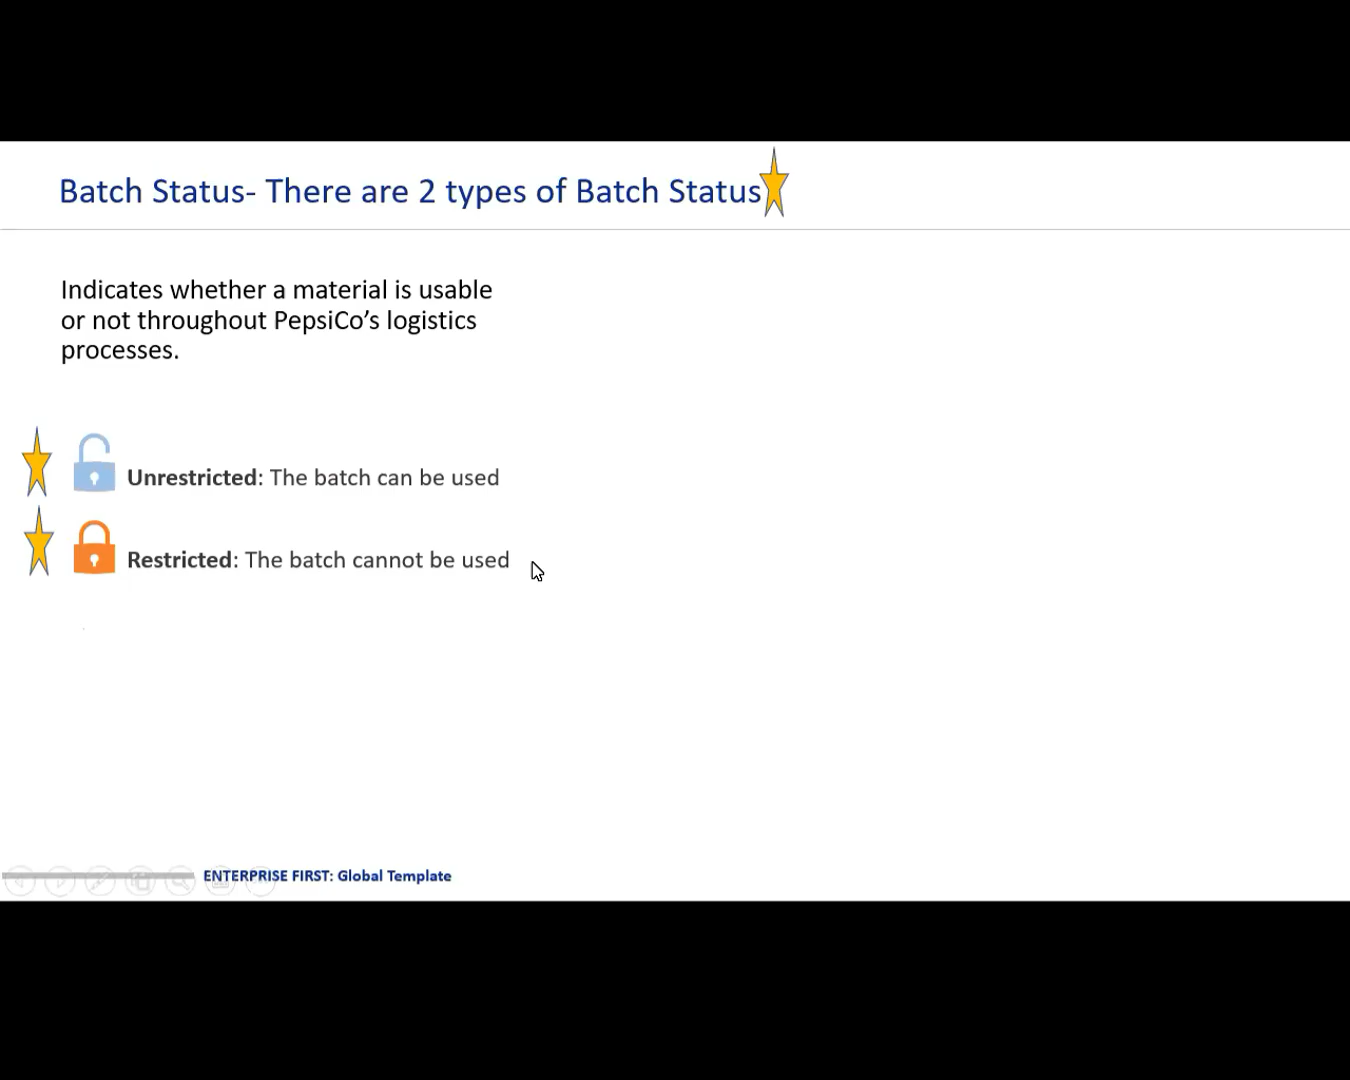 Batch Status- There are 2 types of Batch Status
Indicates whether a material is usable
or not throughout PepsiCo’s logistics
processes.
Unrestricted: The batch can be used
Restricted: The batch cannot be used
ENTERPRISE FIRST: Global Template